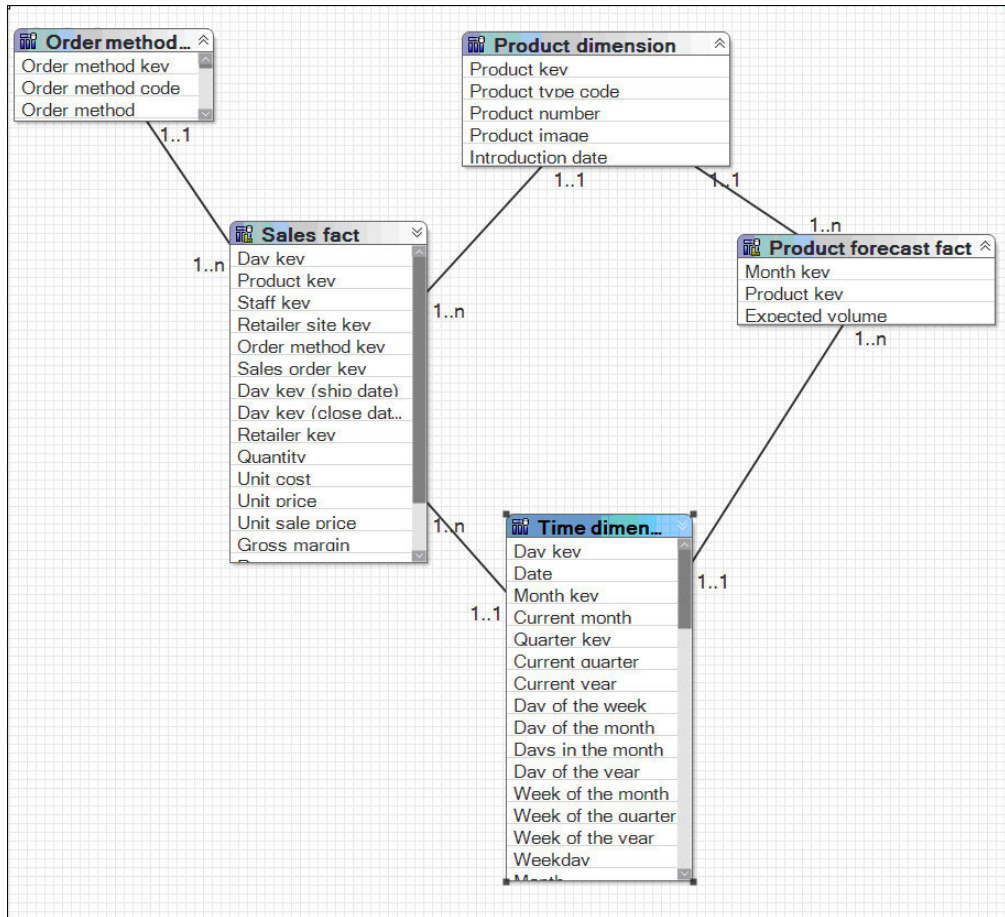 Order method...
Order method key
Order method code
Order method
1..1
Product dimension
Product key
Product type code
Product number
Product image
Introduction date
1..1
1..1
1..n
Sales fact
Day key
Product key
Staff key
Retailer site key
Order method key
Sales order key
Day key (ship date)
Day key (close dat...
Retailer key
Quantity
Unit cost
Unit price
Unit sale price
Gross margin
1..n
1..n
1..n
Product forecast fact
Month key
Product key
Expected volume
1..n
Time dimen...
Day key
Date
Month key
Current month
Quarter key
Current quarter
Current year
Day of the week
Day of the month
Days in the month
Day of the year
Week of the month
Week of the quarter
Week of the year
Weekday
Month
1..1
1..1